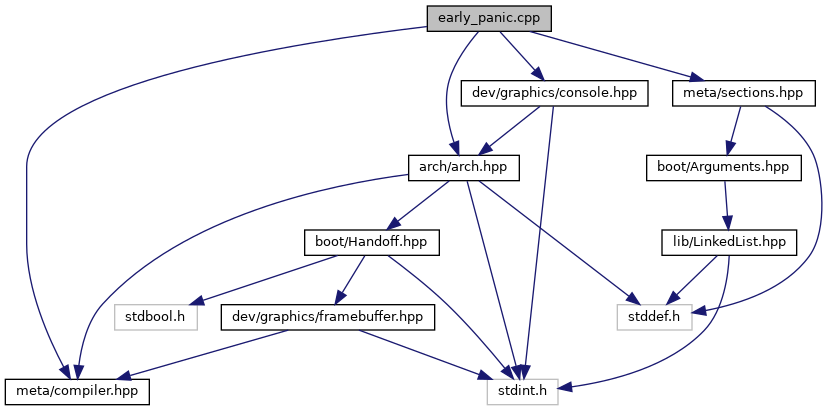 early_panic.cpp
dev/graphics/console.hpp
meta/sections.hpp
arch/arch.hpp
boot/Arguments.hpp
boot/Handoff.hpp
lib/LinkedList.hpp
stdbool.h
dev/graphics/framebuffer.hpp
stddef.h
meta/compiler.hpp
stdint.h